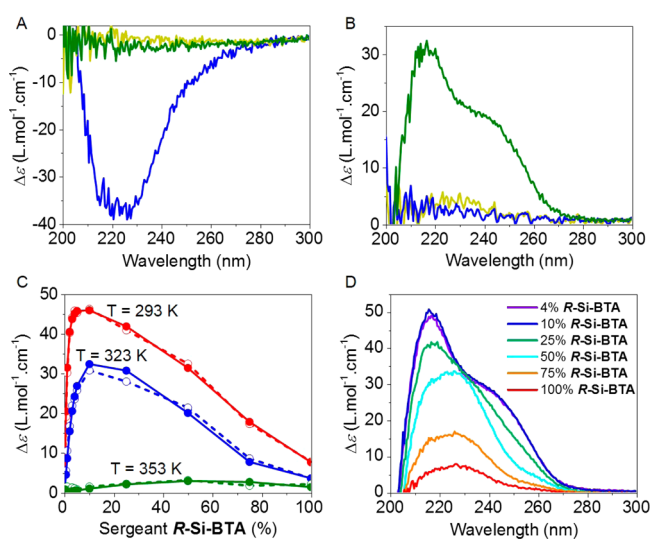 A
0
-10
-20
-30
-40
200 220 240 260 280 300
Δε (L.mol⁻¹.cm⁻¹)
Wavelength (nm)
B
30
20
10
0
200 220 240 260 280 300
Δε (L.mol⁻¹.cm⁻¹)
Wavelength (nm)
C
50
40
30
20
10
0
0 10 20 30 40 50 60 70 80 90 100
Δε (L.mol⁻¹.cm⁻¹)
T = 293 K
T = 323 K
T = 353 K
Sergeant R-Si-BTA (%)
D
50
40
30
20
10
0
200 220 240 260 280 300
Δε (L.mol⁻¹.cm⁻¹)
4% R-Si-BTA
10% R-Si-BTA
25% R-Si-BTA
50% R-Si-BTA
75% R-Si-BTA
100% R-Si-BTA
Wavelength (nm)